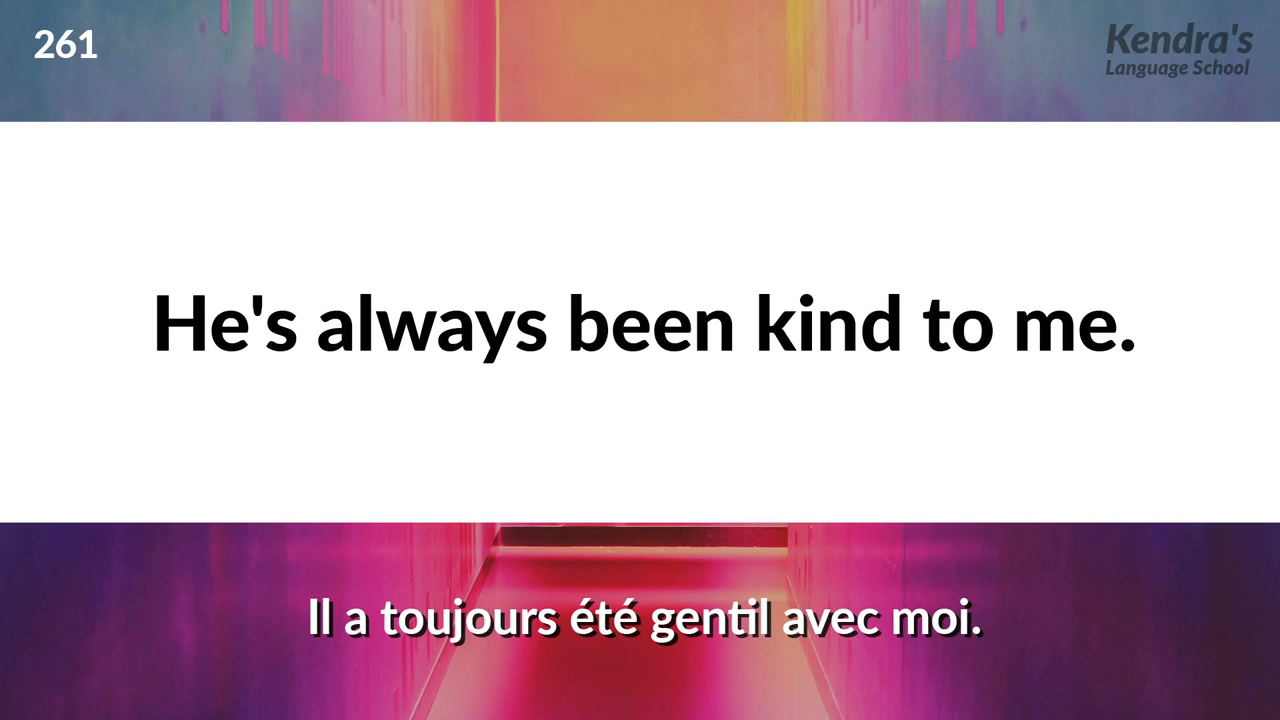 261
Kendra's
Language School
He's always been kind to me.
Il a toujours été gentil avec moi.